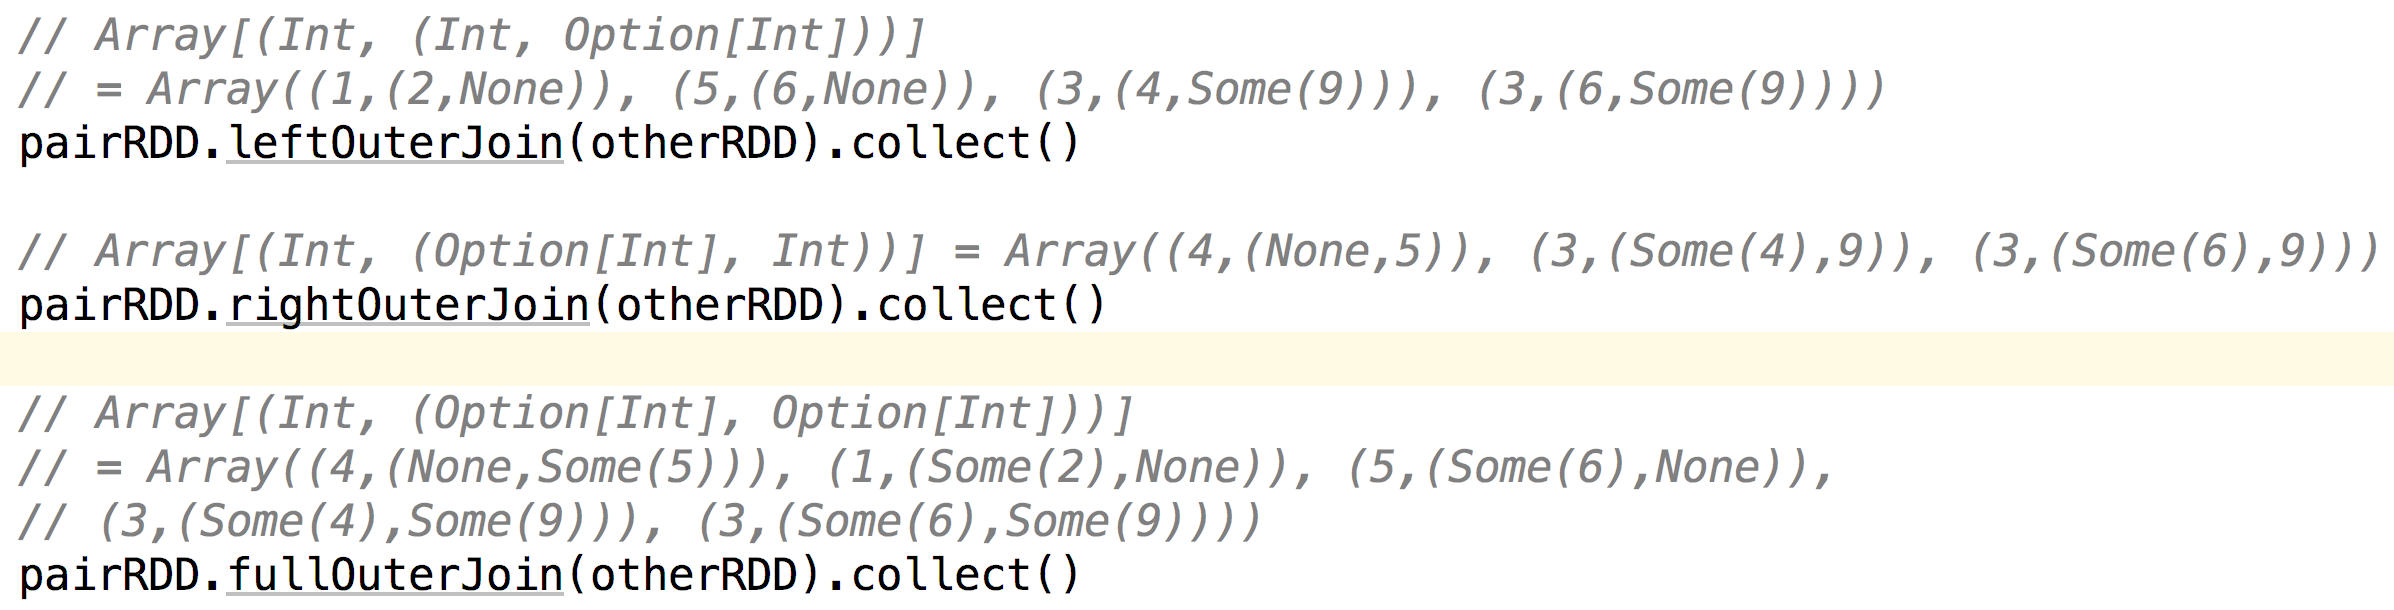 // Array[(Int, (Int, Option[Int]))]
// = Array((1,(2,None)), (5,(6,None)), (3,(4,Some(9))), (3,(6,Some(9))))
pairRDD.leftOuterJoin(otherRDD).collect()
// Array[(Int, (Option[Int], Int))] = Array((4,(None,5)), (3,(Some(4),9)), (3,(Some(6),9)))
pairRDD.rightOuterJoin(otherRDD).collect()
// Array[(Int, (Option[Int], Option[Int]))]
// = Array((4,(None,Some(5))), (1,(Some(2),None)), (5,(Some(6),None)),
// (3,(Some(4),Some(9))), (3,(Some(6),Some(9))))
pairRDD.fullOuterJoin(otherRDD).collect()